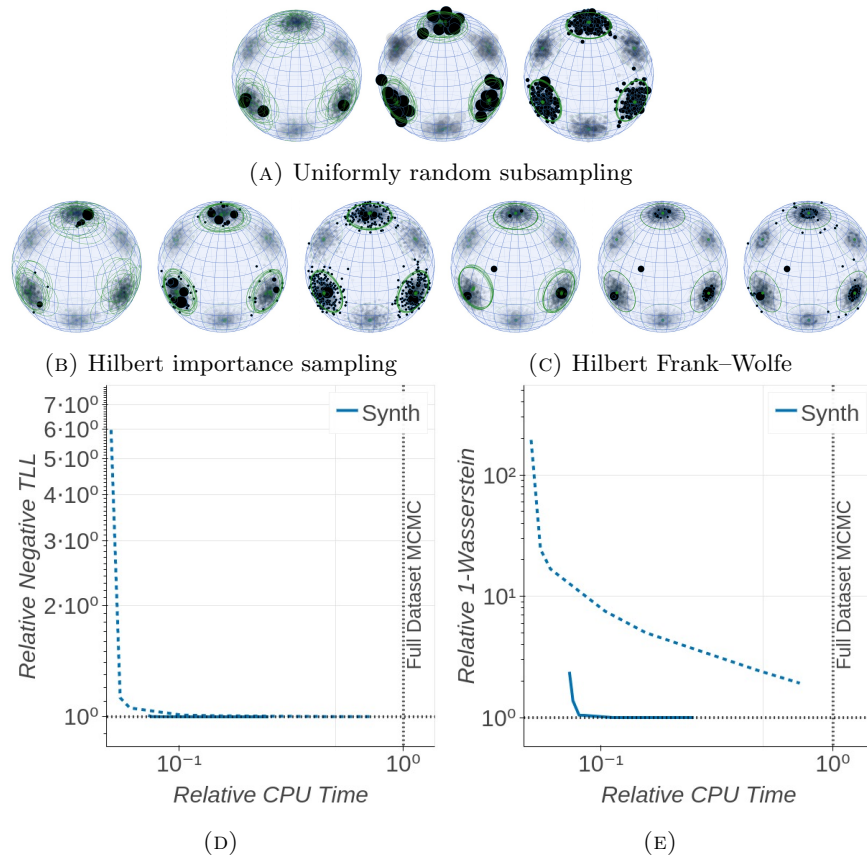 (A) Uniformly random subsampling
(B) Hilbert importance sampling
(C) Hilbert Frank–Wolfe
7·10⁰
6·10⁰
5·10⁰
4·10⁰
3·10⁰
2·10⁰
10⁰
Relative Negative TLL
Synth
Full Dataset MCMC
10⁻¹
10⁰
Relative CPU Time
(D)
10²
10¹
10⁰
Relative 1-Wasserstein
Synth
Full Dataset MCMC
10⁻¹
10⁰
Relative CPU Time
(E)